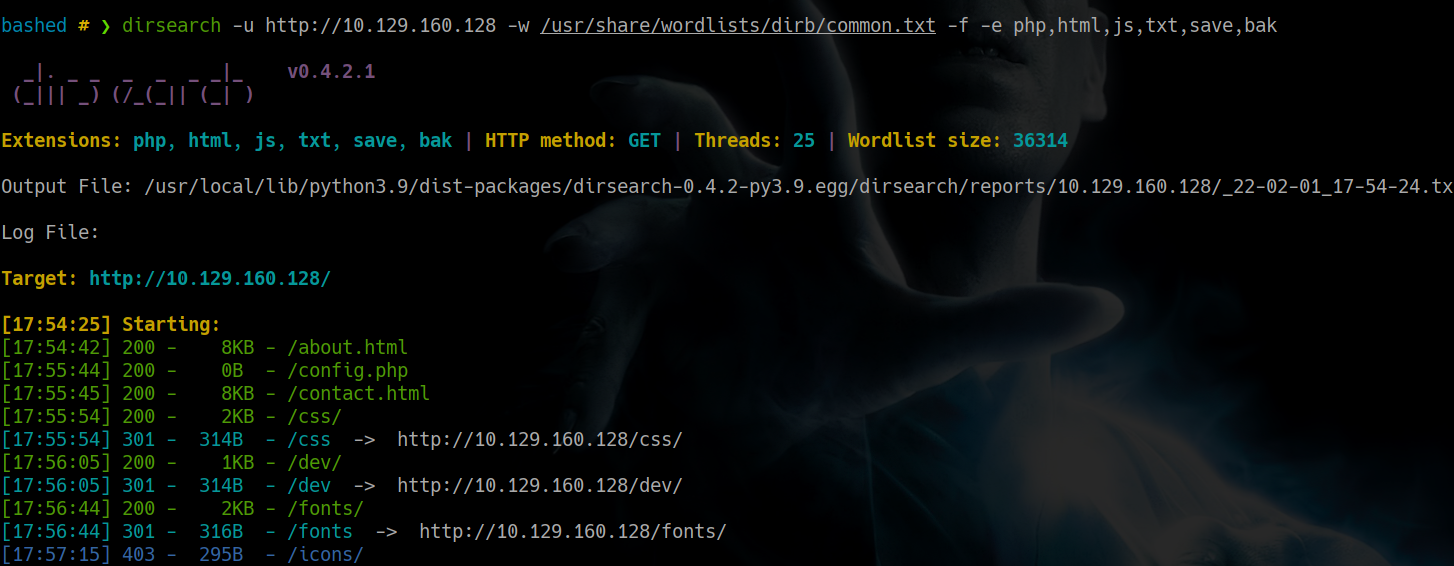 bashed # ❯ dirsearch -u http://10.129.160.128 -w /usr/share/wordlists/dirb/common.txt -f -e php,html,js,txt,save,bak
  _|. _ _  _  _  _ _|_    v0.4.2.1
 (_||| _) (/_(_|| (_| )
Extensions: php, html, js, txt, save, bak | HTTP method: GET | Threads: 25 | Wordlist size: 36314
Output File: /usr/local/lib/python3.9/dist-packages/dirsearch-0.4.2-py3.9.egg/dirsearch/reports/10.129.160.128/_22-02-01_17-54-24.tx
Log File:
Target: http://10.129.160.128/
[17:54:25] Starting:
[17:54:42] 200 -    8KB - /about.html
[17:55:44] 200 -    0B  - /config.php
[17:55:45] 200 -    8KB - /contact.html
[17:55:54] 200 -    2KB - /css/
[17:55:54] 301 -  314B  - /css  ->  http://10.129.160.128/css/
[17:56:05] 200 -    1KB - /dev/
[17:56:05] 301 -  314B  - /dev  ->  http://10.129.160.128/dev/
[17:56:44] 200 -    2KB - /fonts/
[17:56:44] 301 -  316B  - /fonts  ->  http://10.129.160.128/fonts/
[17:57:15] 403 -  295B  - /icons/